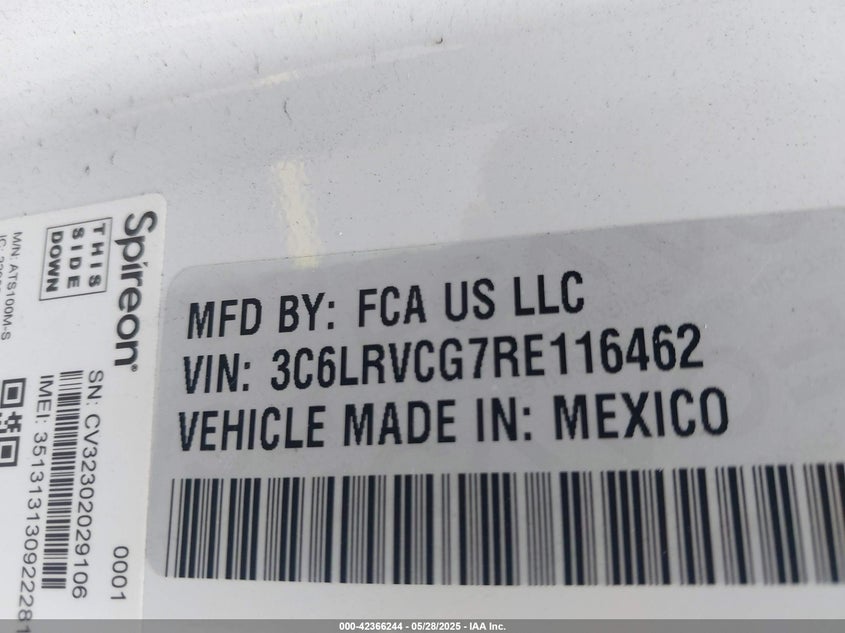 Spireon
THIS
SIDE
DOWN
M/N: ATS100M-S
SN: CV32302029106
0001
MFD BY: FCA US LLC
VIN: 3C6LRVCG7RE116462
VEHICLE MADE IN: MEXICO
000-42366244 - 05/28/2025 - IAA Inc.